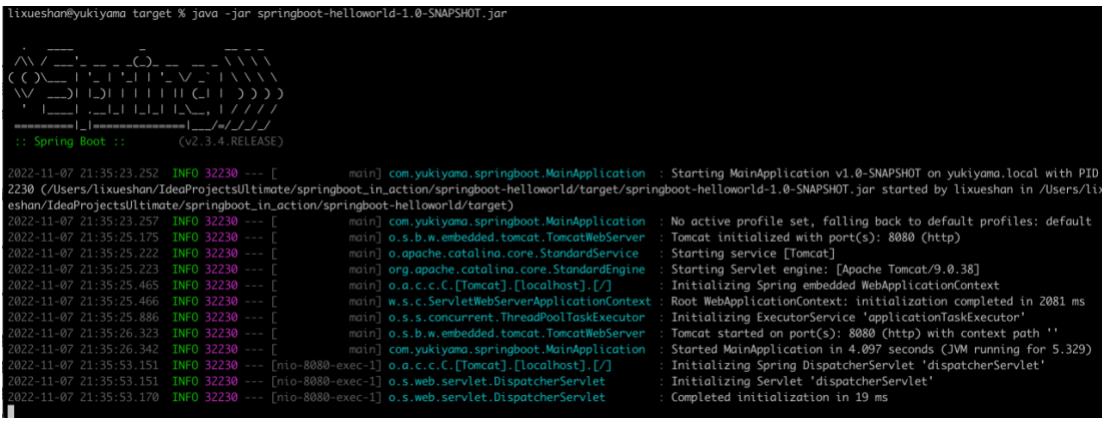 lixueshan@yukiyama target % java -jar springboot-helloworld-1.0-SNAPSHOT.jar
:: Spring Boot ::        (v2.3.4.RELEASE)
2022-11-07 21:35:23.252  INFO 32230 --- [           main] com.yukiyama.springboot.MainApplication  : Starting MainApplication v1.0-SNAPSHOT on yukiyama.local with PID
2230 (/Users/lixueshan/IdeaProjectsUltimate/springboot_in_action/springboot-helloworld/target/springboot-helloworld-1.0-SNAPSHOT.jar started by lixueshan in /Users/lix
eshan/IdeaProjectsUltimate/springboot_in_action/springboot-helloworld/target)
2022-11-07 21:35:23.257  INFO 32230 --- [           main] com.yukiyama.springboot.MainApplication  : No active profile set, falling back to default profiles: default
2022-11-07 21:35:25.175  INFO 32230 --- [           main] o.s.b.w.embedded.tomcat.TomcatWebServer  : Tomcat initialized with port(s): 8080 (http)
2022-11-07 21:35:25.222  INFO 32230 --- [           main] o.apache.catalina.core.StandardService   : Starting service [Tomcat]
2022-11-07 21:35:25.223  INFO 32230 --- [           main] org.apache.catalina.core.StandardEngine  : Starting Servlet engine: [Apache Tomcat/9.0.38]
2022-11-07 21:35:25.465  INFO 32230 --- [           main] o.a.c.c.C.[Tomcat].[localhost].[/]       : Initializing Spring embedded WebApplicationContext
2022-11-07 21:35:25.466  INFO 32230 --- [           main] w.s.c.ServletWebServerApplicationContext : Root WebApplicationContext: initialization completed in 2081 ms
2022-11-07 21:35:25.886  INFO 32230 --- [           main] o.s.s.concurrent.ThreadPoolTaskExecutor  : Initializing ExecutorService 'applicationTaskExecutor'
2022-11-07 21:35:26.323  INFO 32230 --- [           main] o.s.b.w.embedded.tomcat.TomcatWebServer  : Tomcat started on port(s): 8080 (http) with context path ''
2022-11-07 21:35:26.342  INFO 32230 --- [           main] com.yukiyama.springboot.MainApplication  : Started MainApplication in 4.097 seconds (JVM running for 5.329)
2022-11-07 21:35:53.151  INFO 32230 --- [nio-8080-exec-1] o.a.c.c.C.[Tomcat].[localhost].[/]       : Initializing Spring DispatcherServlet 'dispatcherServlet'
2022-11-07 21:35:53.151  INFO 32230 --- [nio-8080-exec-1] o.s.web.servlet.DispatcherServlet        : Initializing Servlet 'dispatcherServlet'
2022-11-07 21:35:53.170  INFO 32230 --- [nio-8080-exec-1] o.s.web.servlet.DispatcherServlet        : Completed initialization in 19 ms